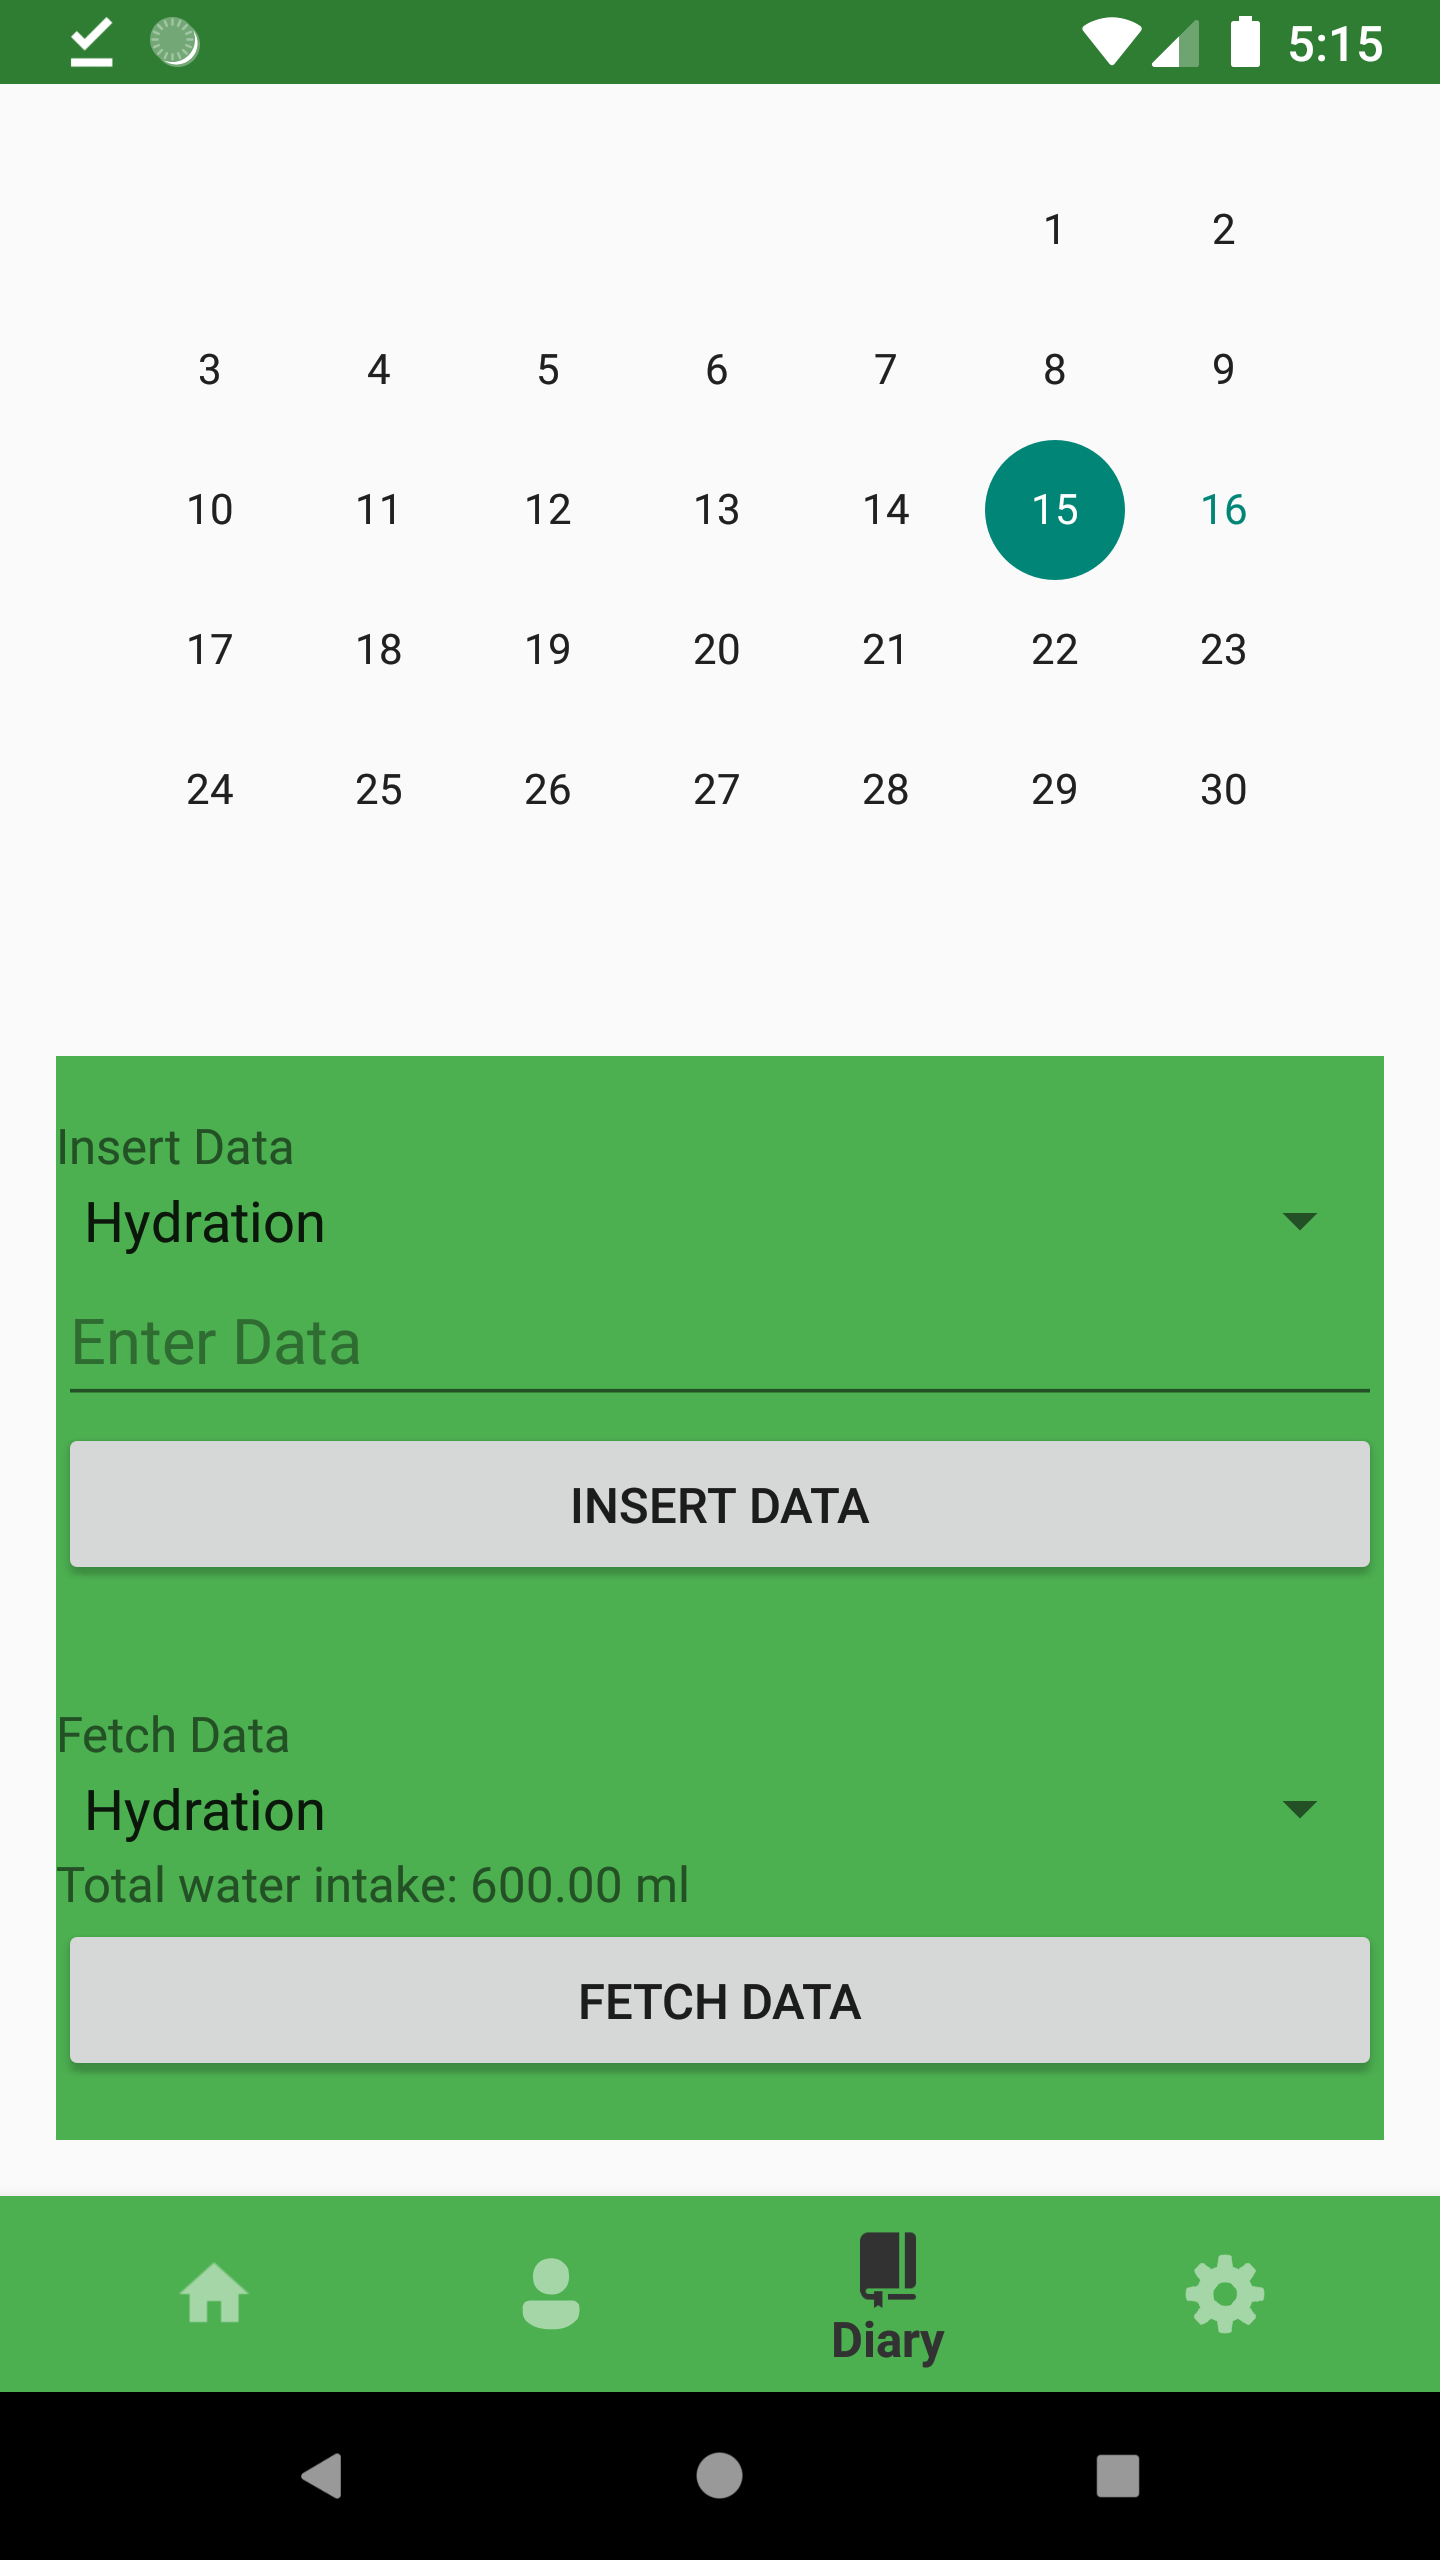 5:15
1 2
3 4 5 6 7 8 9
10 11 12 13 14 15 16
17 18 19 20 21 22 23
24 25 26 27 28 29 30
Insert Data
Hydration
Enter Data
INSERT DATA
Fetch Data
Hydration
Total water intake: 600.00 ml
FETCH DATA
Diary